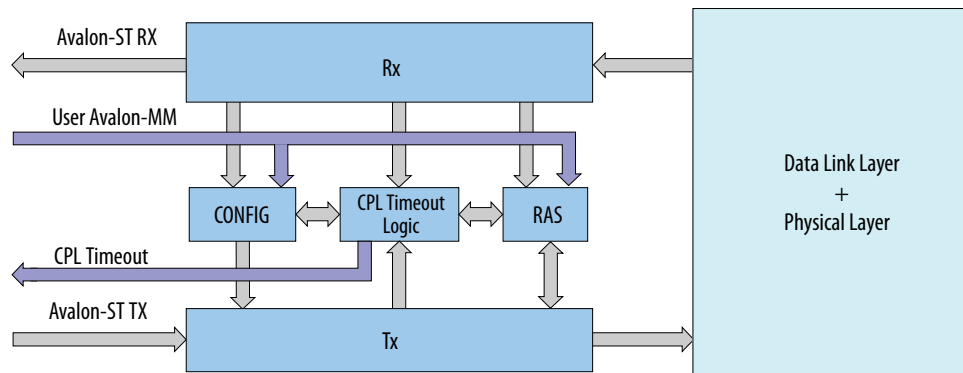 Avalon-ST RX
Rx
User Avalon-MM
Data Link Layer
+
Physical Layer
CONFIG
CPL Timeout
Logic
RAS
CPL Timeout
Avalon-ST TX
Tx